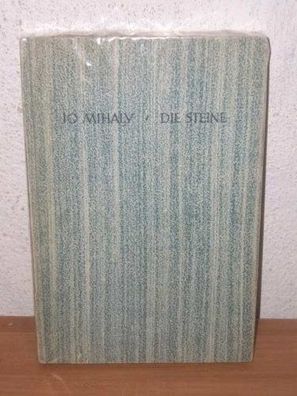 JO MIHALY / DIE STEINE